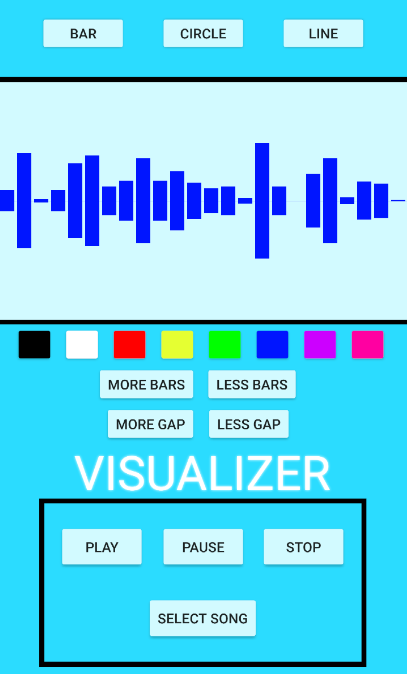 BAR CIRCLE LINE
MORE BARS LESS BARS
MORE GAP LESS GAP
VISUALIZER
PLAY PAUSE STOP
SELECT SONG